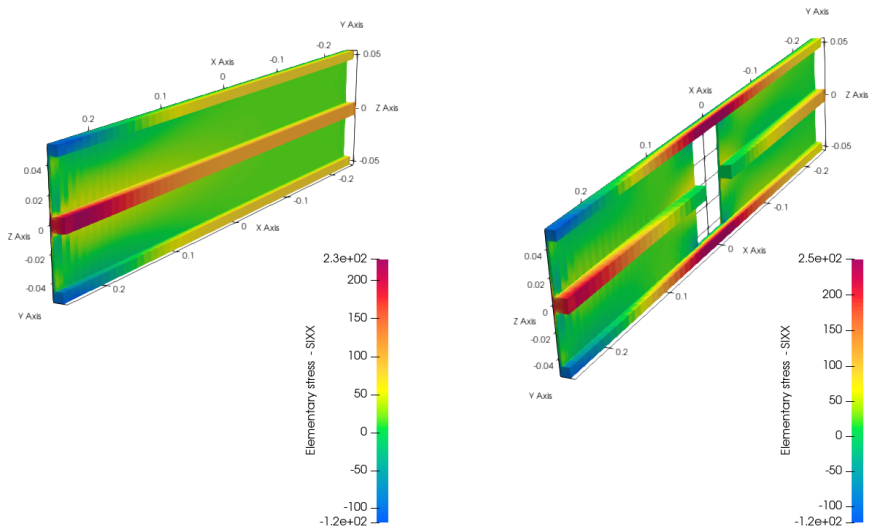 Y Axis
-0.2
0.05
X Axis
-0.1
0
0.1
0 Z Axis
0.2
-0.05
0.04
-0.2
0.02
-0.1
0
X Axis
Z Axis
0
-0.02
0.1
-0.04
0.2
Y Axis
2.3e+02
200
150
100
50
0
-50
-100
-1.2e+02
Elementary stress - SIXX
Y Axis
-0.2
0.05
-0.1
X Axis
0
0 Z Axis
0.1
-0.05
0.2
-0.2
0.04
-0.1
0.02
0
X Axis
0
0.1
Z Axis
-0.02
0.2
-0.04
Y Axis
2.5e+02
200
150
100
50
0
-50
-100
-1.2e+02
Elementary stress - SIXX